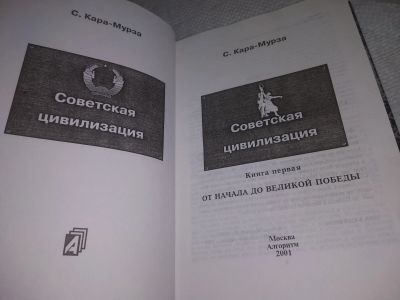 С. Кара-Мурза
Советская
цивилизация
С. Кара-Мурза
Советская
цивилизация
Книга первая
ОТ НАЧАЛА ДО ВЕЛИКОЙ ПОБЕДЫ
Москва
Алгоритм
2001